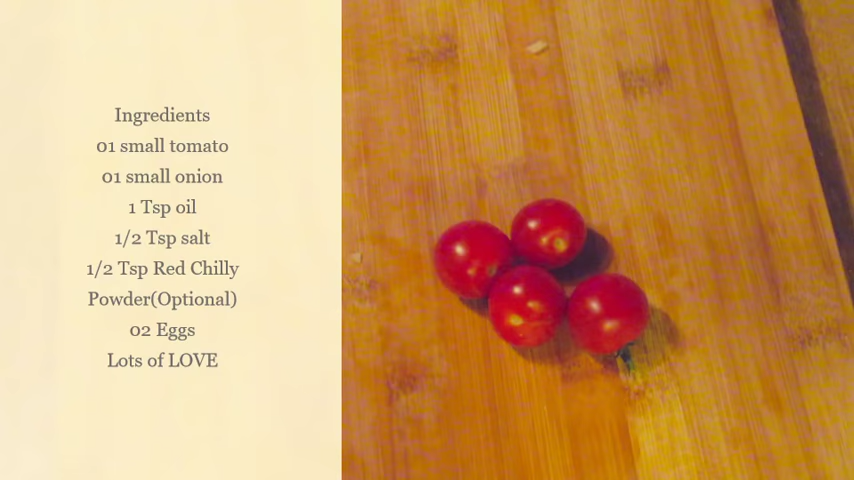 Ingredients
01 small tomato
01 small onion
1 Tsp oil
1/2 Tsp salt
1/2 Tsp Red Chilly
Powder(Optional)
02 Eggs
Lots of LOVE